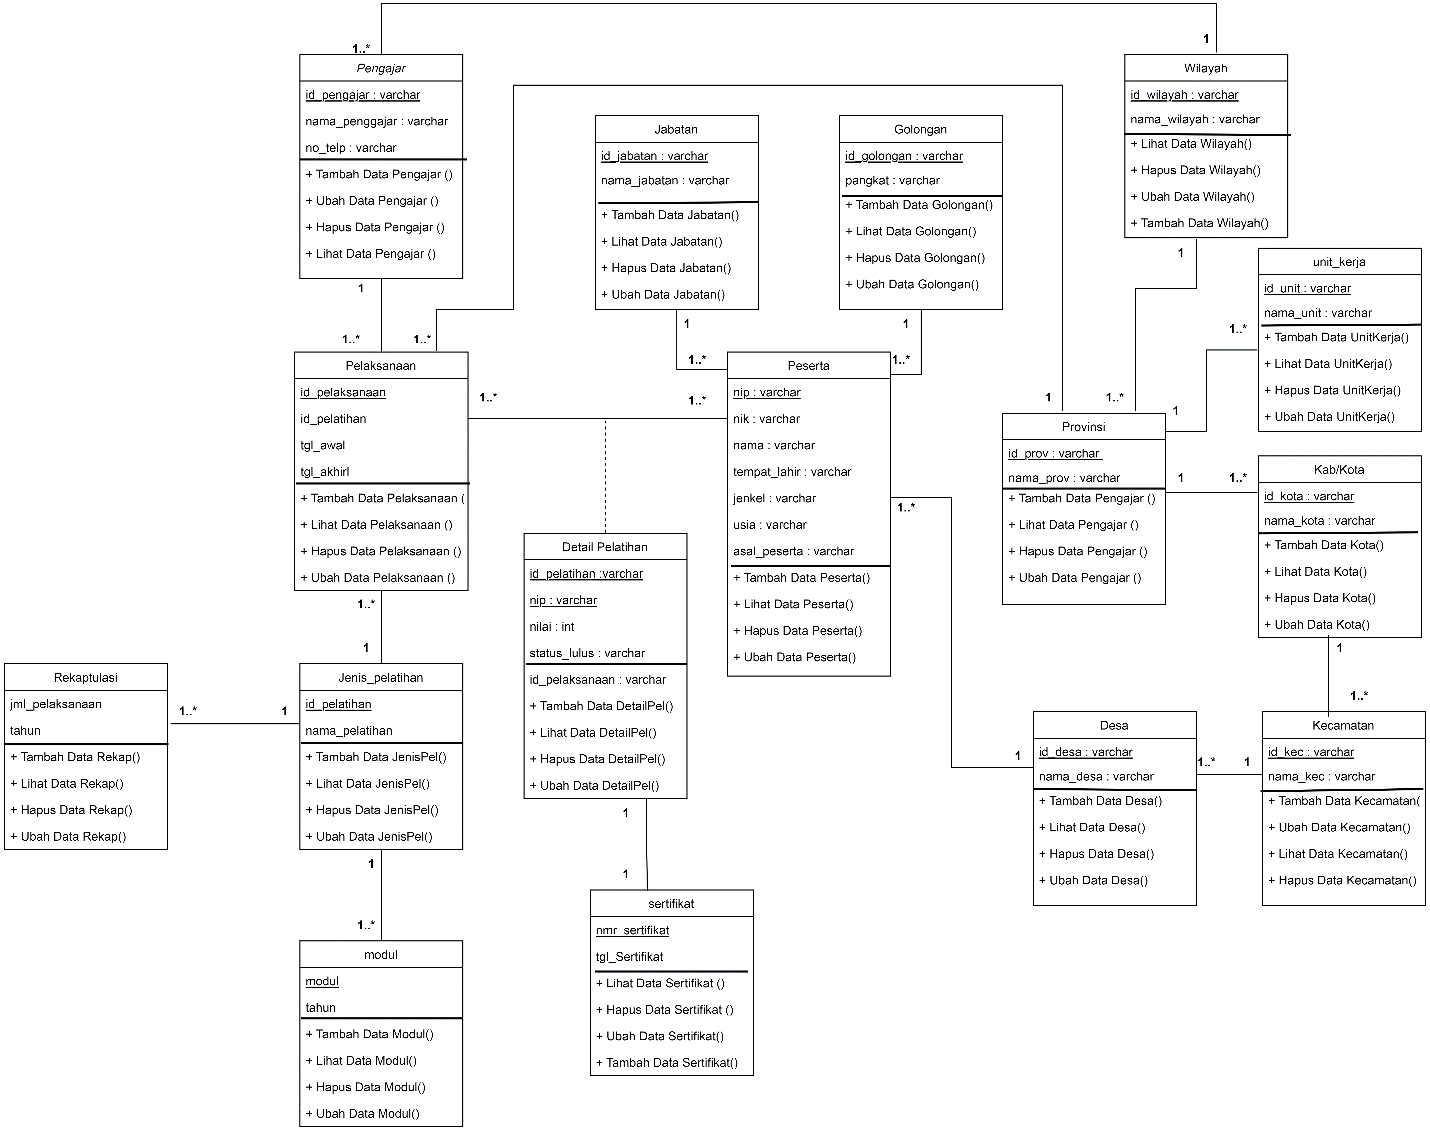 1..*
1
Pengajar
id_pengajar : varchar
nama_penggajar : varchar
no_telp : varchar
+ Tambah Data Pengajar ()
+ Ubah Data Pengajar ()
+ Hapus Data Pengajar ()
+ Lihat Data Pengajar ()
1
1..*
1..*
Jabatan
id_jabatan : varchar
nama_jabatan : varchar
+ Tambah Data Jabatan()
+ Lihat Data Jabatan()
+ Hapus Data Jabatan()
+ Ubah Data Jabatan()
1
1..*
Golongan
id_golongan : varchar
pangkat : varchar
+ Tambah Data Golongan()
+ Lihat Data Golongan()
+ Hapus Data Golongan()
+ Ubah Data Golongan()
1
1..*
Wilayah
id_wilayah : varchar
nama_wilayah : varchar
+ Lihat Data Wilayah()
+ Hapus Data Wilayah()
+ Ubah Data Wilayah()
+ Tambah Data Wilayah()
1
1..*
1
unit_kerja
id_unit : varchar
nama_unit : varchar
+ Tambah Data UnitKerja()
+ Lihat Data UnitKerja()
+ Hapus Data UnitKerja()
+ Ubah Data UnitKerja()
1..*
1
Pelaksanaan
id_pelaksanaan
id_pelatihan
tgl_awal
tgl_akhirl
+ Tambah Data Pelaksanaan (
+ Lihat Data Pelaksanaan ()
+ Hapus Data Pelaksanaan ()
+ Ubah Data Pelaksanaan ()
1..*
1..*
1..*
1
Peserta
nip : varchar
nik : varchar
nama : varchar
tempat_lahir : varchar
jenkel : varchar
usia : varchar
asal_peserta : varchar
+ Tambah Data Peserta()
+ Lihat Data Peserta()
+ Hapus Data Peserta()
+ Ubah Data Peserta()
1..*
1
Provinsi
id_prov : varchar
nama_prov : varchar
+ Tambah Data Pengajar ()
+ Lihat Data Pengajar ()
+ Hapus Data Pengajar ()
+ Ubah Data Pengajar ()
1
1..*
Kab/Kota
id_kota : varchar
nama_kota : varchar
+ Tambah Data Kota()
+ Lihat Data Kota()
+ Hapus Data Kota()
+ Ubah Data Kota()
1
1..*
Detail Pelatihan
id_pelatihan :varchar
nip : varchar
nilai : int
status_lulus : varchar
id_pelaksanaan : varchar
+ Tambah Data DetailPel()
+ Lihat Data DetailPel()
+ Hapus Data DetailPel()
+ Ubah Data DetailPel()
1
1
Rekaptulasi
jml_pelaksanaan
tahun
+ Tambah Data Rekap()
+ Lihat Data Rekap()
+ Hapus Data Rekap()
+ Ubah Data Rekap()
1..*
1
Jenis_pelatihan
id_pelatihan
nama_pelatihan
+ Tambah Data JenisPel()
+ Lihat Data JenisPel()
+ Hapus Data JenisPel()
+ Ubah Data JenisPel()
1
1..*
Desa
id_desa : varchar
nama_desa : varchar
+ Tambah Data Desa()
+ Lihat Data Desa()
+ Hapus Data Desa()
+ Ubah Data Desa()
1..*
1
Kecamatan
id_kec : varchar
nama_kec : varchar
+ Tambah Data Kecamatan(
+ Ubah Data Kecamatan()
+ Lihat Data Kecamatan()
+ Hapus Data Kecamatan()
sertifikat
nmr_sertifikat
tgl_Sertifikat
+ Lihat Data Sertifikat ()
+ Hapus Data Sertifikat ()
+ Ubah Data Sertifikat()
+ Tambah Data Sertifikat()
modul
modul
tahun
+ Tambah Data Modul()
+ Lihat Data Modul()
+ Hapus Data Modul()
+ Ubah Data Modul()